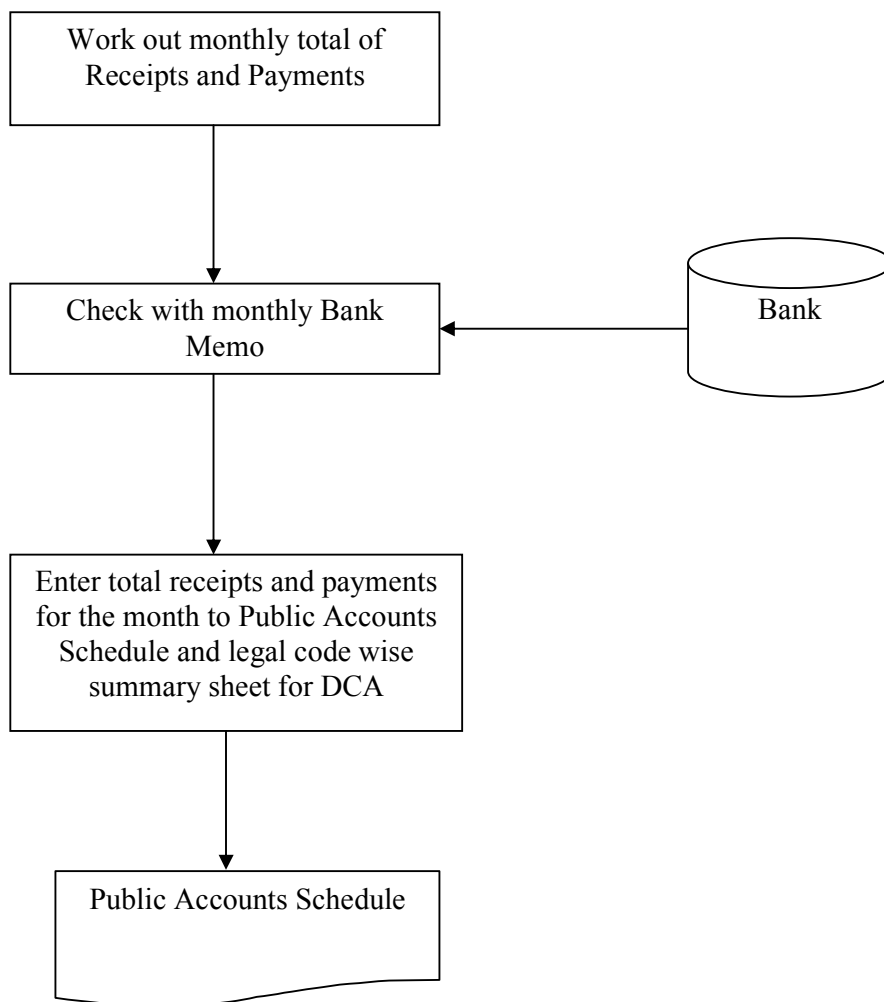 Work out monthly total of
Receipts and Payments
Check with monthly Bank
Memo
Bank
Enter total receipts and payments
for the month to Public Accounts
Schedule and legal code wise
summary sheet for DCA
Public Accounts Schedule